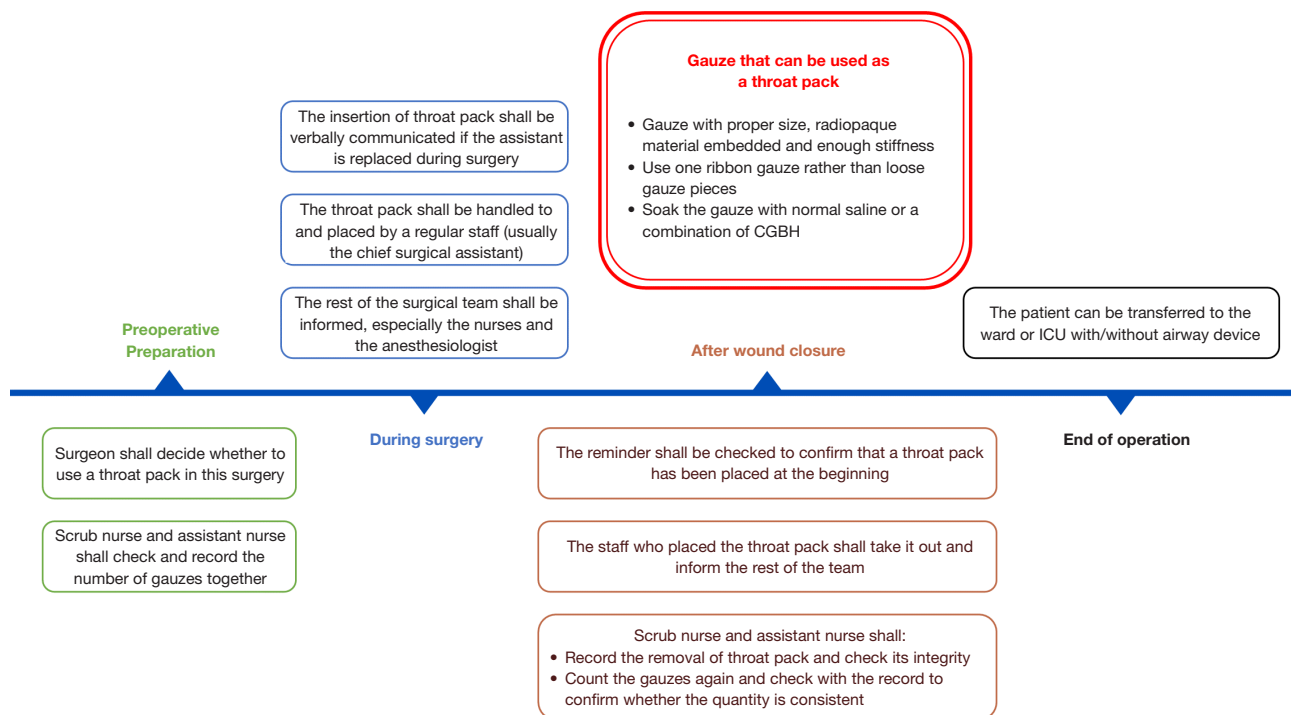 Gauze that can be used as
a throat pack
• Gauze with proper size, radiopaque
material embedded and enough stiffness
• Use one ribbon gauze rather than loose
gauze pieces
• Soak the gauze with normal saline or a
combination of CGBH
The insertion of throat pack shall be
verbally communicated if the assistant
is replaced during surgery
The throat pack shall be handled to
and placed by a regular staff (usually
the chief surgical assistant)
The rest of the surgical team shall be
informed, especially the nurses and
the anesthesiologist
The patient can be transferred to the
ward or ICU with/without airway device
Preoperative
Preparation
After wound closure
During surgery
End of operation
Surgeon shall decide whether to
use a throat pack in this surgery
Scrub nurse and assistant nurse
shall check and record the
number of gauzes together
The reminder shall be checked to confirm that a throat pack
has been placed at the beginning
The staff who placed the throat pack shall take it out and
inform the rest of the team
Scrub nurse and assistant nurse shall:
• Record the removal of throat pack and check its integrity
• Count the gauzes again and check with the record to
confirm whether the quantity is consistent